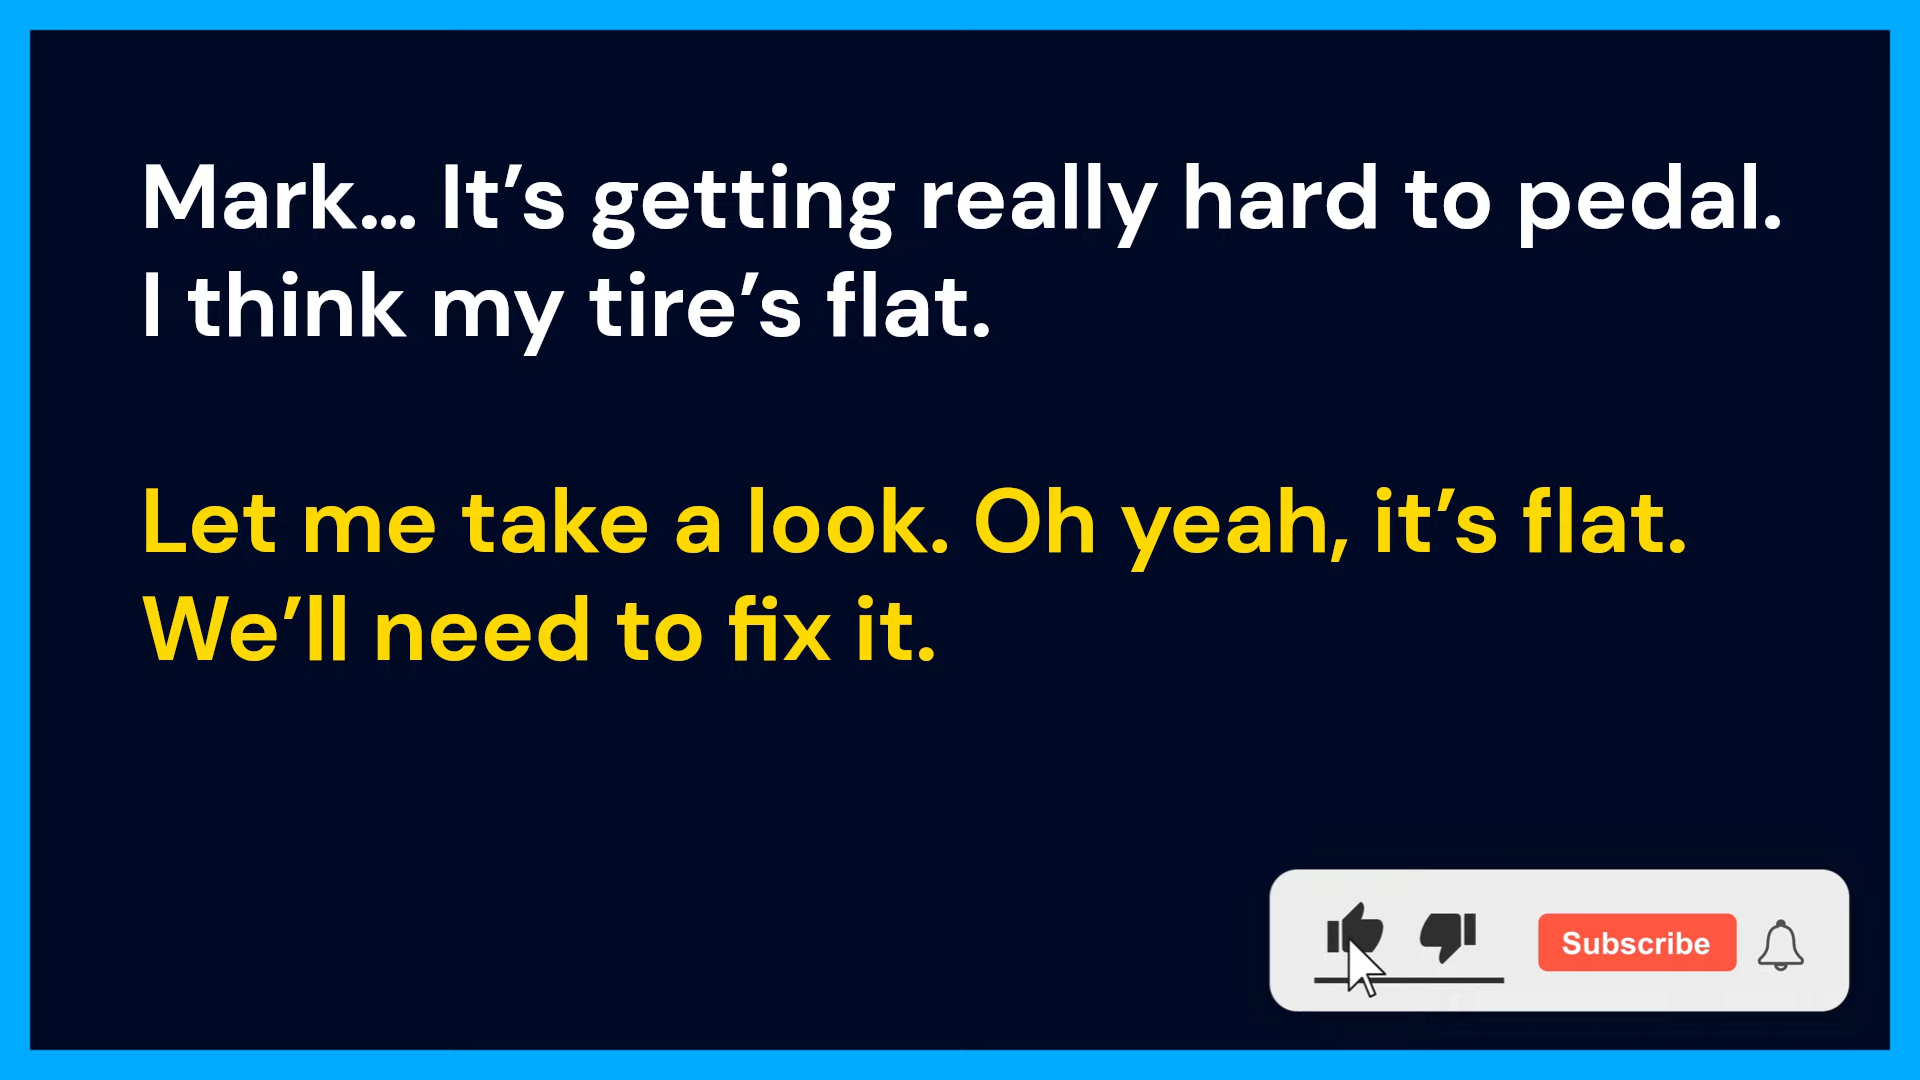 Mark... It’s getting really hard to pedal.
I think my tire’s flat.
Let me take a look. Oh yeah, it’s flat.
We’ll need to fix it.
Subscribe